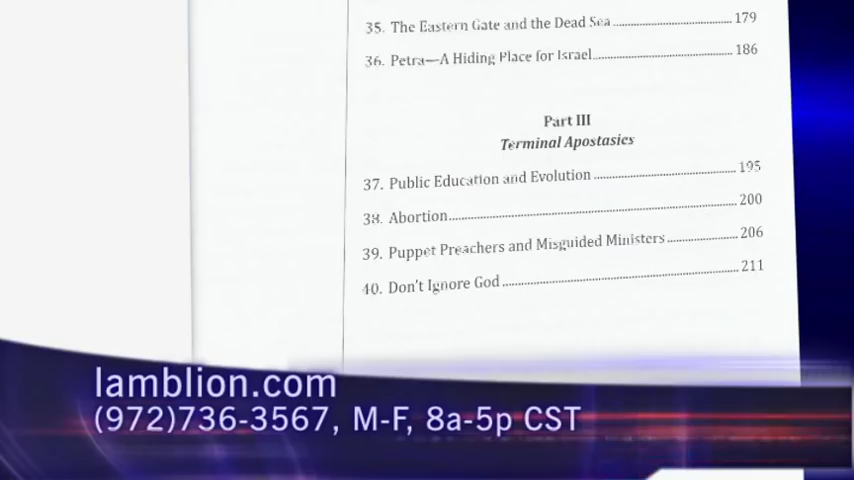 35. The Eastern Gate and the Dead Sea 179
36. Petra—A Hiding Place for Israel 186
Part III
Terminal Apostasies
37. Public Education and Evolution 195
38. Abortion 200
39. Puppet Preachers and Misguided Ministers 206
40. Don't Ignore God 211
lamblion.com
(972)736-3567, M-F, 8a-5p CST